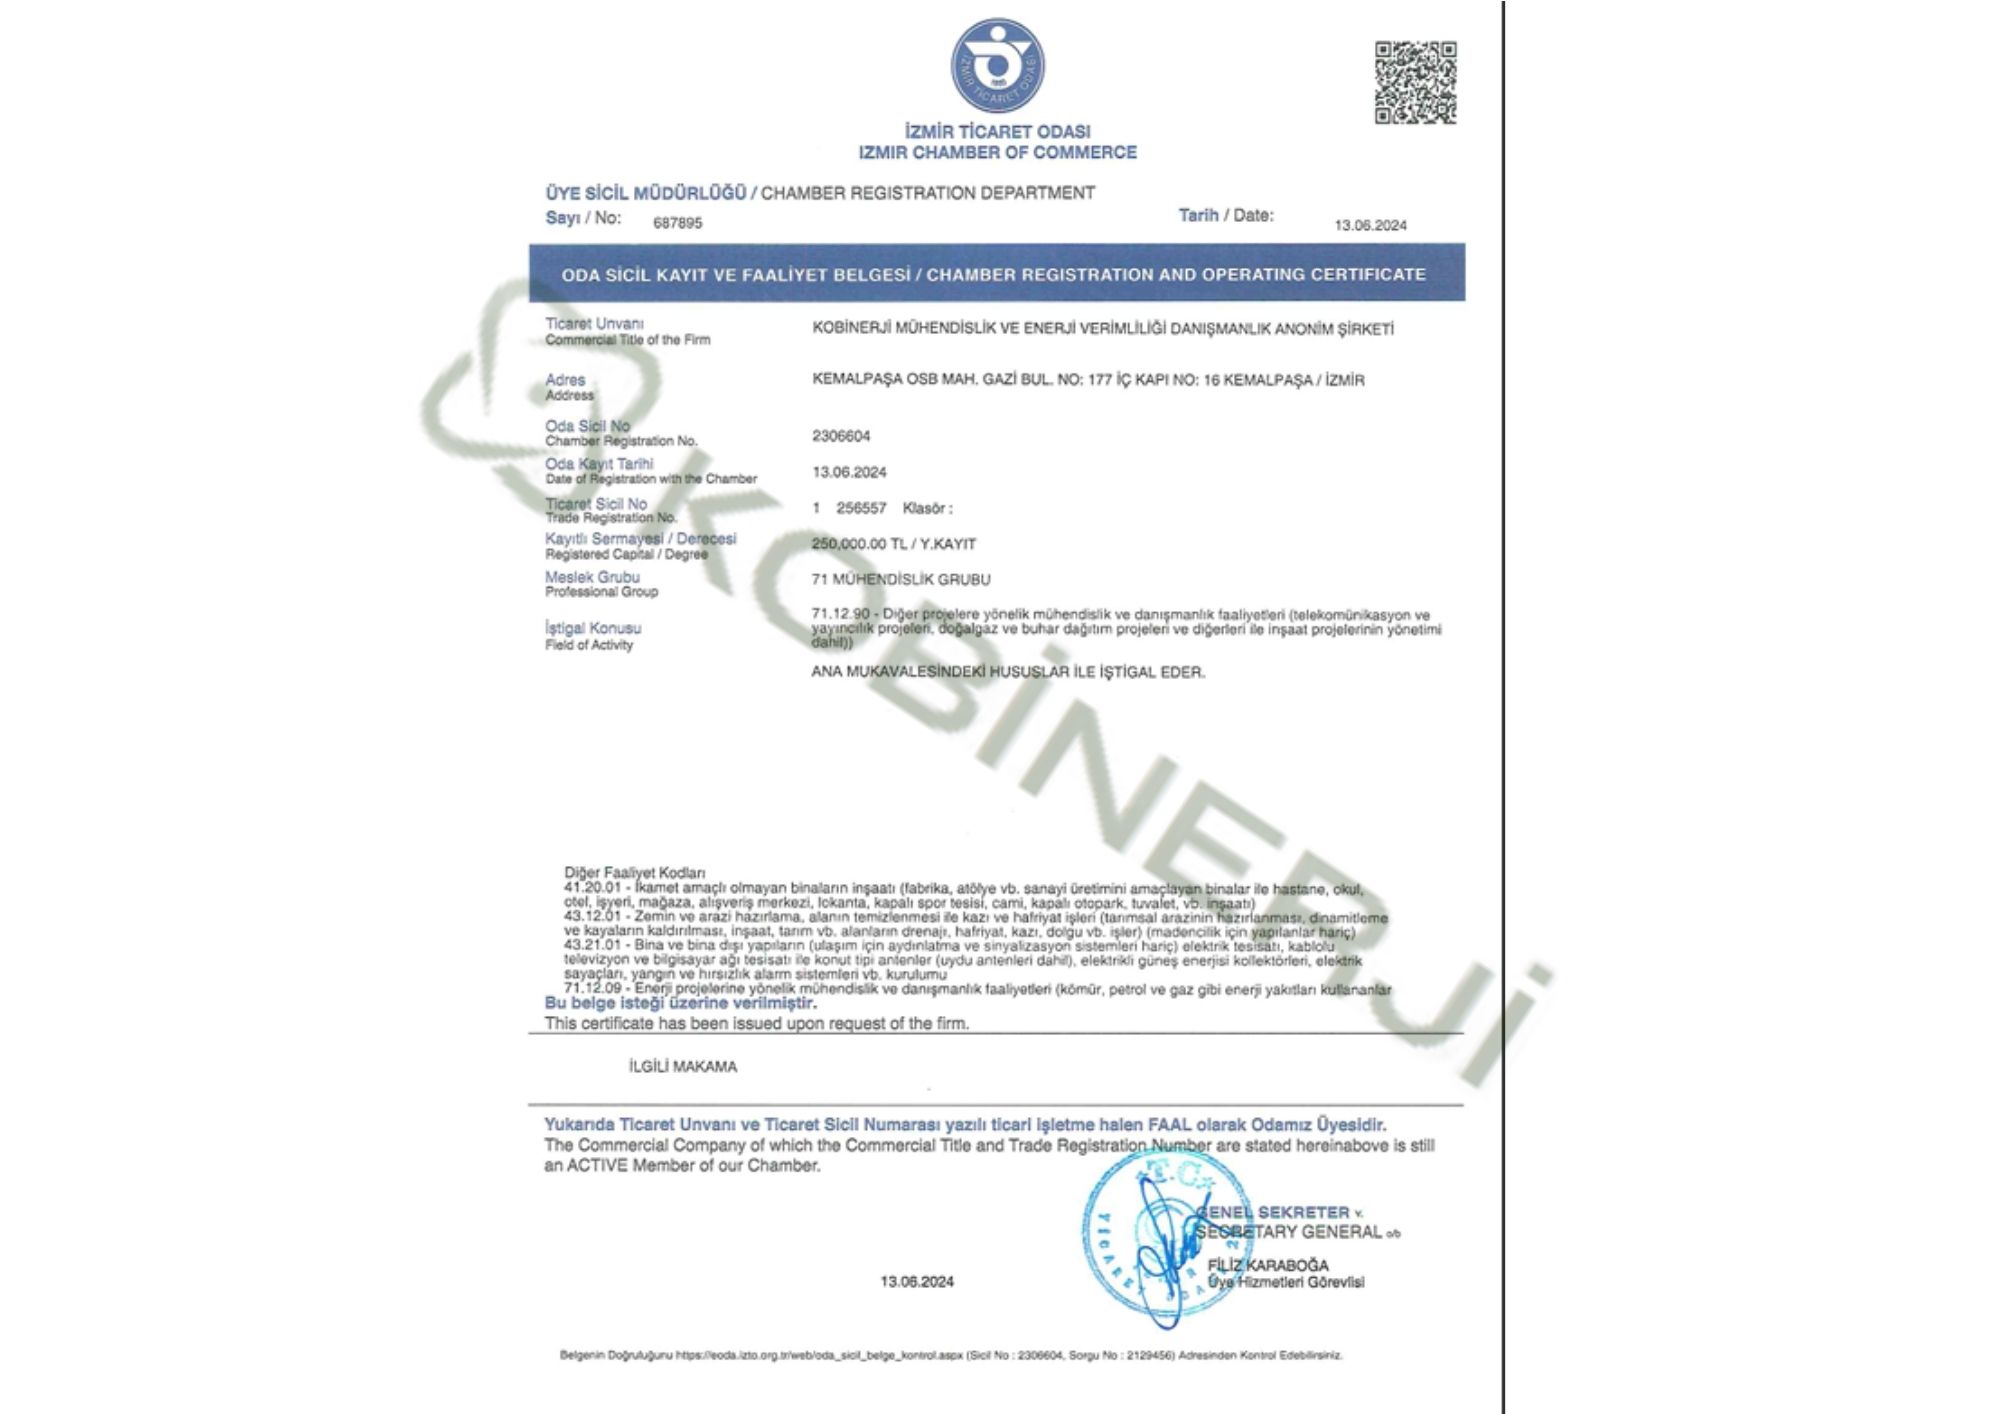 İZMİR TİCARET ODASI
İZMİR TİCARET ODASI
IZMIR CHAMBER OF COMMERCE
ÜYE SİCİL MÜDÜRLÜĞÜ / CHAMBER REGISTRATION DEPARTMENT
Sayı / No: 687895
Tarih / Date: 13.06.2024
ODA SİCİL KAYIT VE FAALİYET BELGESİ / CHAMBER REGISTRATION AND OPERATING CERTIFICATE
Ticaret Unvanı
Commercial Title of the Firm
KOBİNERJİ MÜHENDİSLİK VE ENERJİ VERİMLİLİĞİ DANIŞMANLIK ANONİM ŞİRKETİ
Adres
Address
KEMALPAŞA OSB MAH. GAZİ BUL. NO: 177 İÇ KAPI NO: 16 KEMALPAŞA / İZMİR
Oda Sicil No
Chamber Registration No.
2306604
Oda Kayıt Tarihi
Date of Registration with the Chamber
13.06.2024
Ticaret Sicil No
Trade Registration No.
1 256557 Klasör :
Kayıtlı Sermayesi / Derecesi
Registered Capital / Degree
250,000.00 TL / Y.KAYIT
Meslek Grubu
Professional Group
71 MÜHENDİSLİK GRUBU
İştigal Konusu
Field of Activity
71.12.90 - Diğer projelere yönelik mühendislik ve danışmanlık faaliyetleri (telekomünikasyon ve
yayıncılık projeleri, doğalgaz ve buhar dağıtım projeleri ve diğerleri ile inşaat projelerinin yönetimi
dahil))
ANA MUKAVALESİNDEKİ HUSUSLAR İLE İŞTİGAL EDER.
KOBİNERJİ
Diğer Faaliyet Kodları
41.20.01 - İkamet amaçlı olmayan binaların inşaatı (fabrika, atölye vb. sanayi üretimini amaçlayan binalar ile hastane, okul,
otel, işyeri, mağaza, alışveriş merkezi, lokanta, kapalı spor tesisi, cami, kapalı otopark, tuvalet, vb. inşaatı)
43.12.01 - Zemin ve arazi hazırlama, alanın temizlenmesi ile kazı ve hafriyat işleri (tarımsal arazinin hazırlanması, dinamitleme
ve kayaların kaldırılması, inşaat, tarım vb. alanların drenajı, hafriyat, kazı, dolgu vb. işler) (madencilik için yapılanlar hariç)
43.21.01 - Bina ve bina dışı yapıların (ulaşım için aydınlatma ve sinyalizasyon sistemleri hariç) elektrik tesisatı, kablolu
televizyon ve bilgisayar ağı tesisatı ile konut tipi antenler (uydu antenleri dahil), elektrikli güneş enerjisi kollektörleri, elektrik
sayaçları, yangın ve hırsızlık alarm sistemleri vb. kurulumu
71.12.09 - Enerji projelerine yönelik mühendislik ve danışmanlık faaliyetleri (kömür, petrol ve gaz gibi enerji yakıtları kullananlar
Bu belge isteği üzerine verilmiştir.
This certificate has been issued upon request of the firm.
İLGİLİ MAKAMA
Yukarıda Ticaret Unvanı ve Ticaret Sicil Numarası yazılı ticari işletme halen FAAL olarak Odamız Üyesidir.
The Commercial Company of which the Commercial Title and Trade Registration Number are stated hereinabove is still
an ACTIVE Member of our Chamber.
T.C.
GENEL SEKRETER v.
SECRETARY GENERAL o/b
FİLİZ KARABOĞA
Üye Hizmetleri Görevlisi
13.06.2024
Belgenin Doğruluğunu https://eoda.izto.org.tr/web/oda_sicil_belge_kontrol.aspx (Sicil No : 2306604, Sorgu No : 2129456) Adresinden Kontrol Edebilirsiniz.